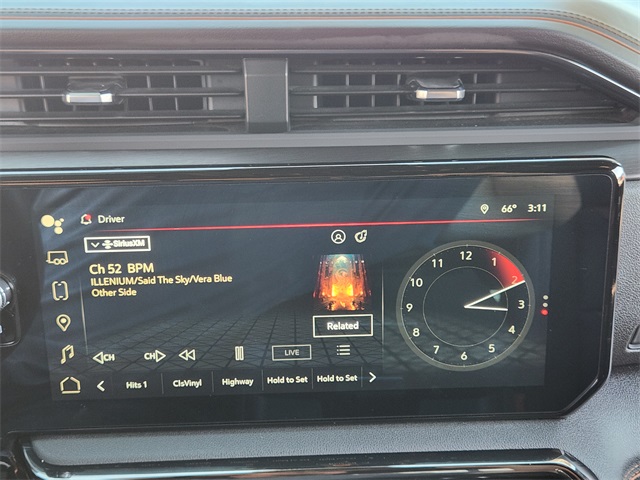 Driver
66° 3:11
SiriusXM
Ch 52 BPM
ILLENIUM/Said The Sky/Vera Blue
Other Side
Related
CH CH LIVE
Hits 1 ClsVinyl Highway Hold to Set Hold to Set
12
1
2
3
4
5
6
7
8
9
10
11